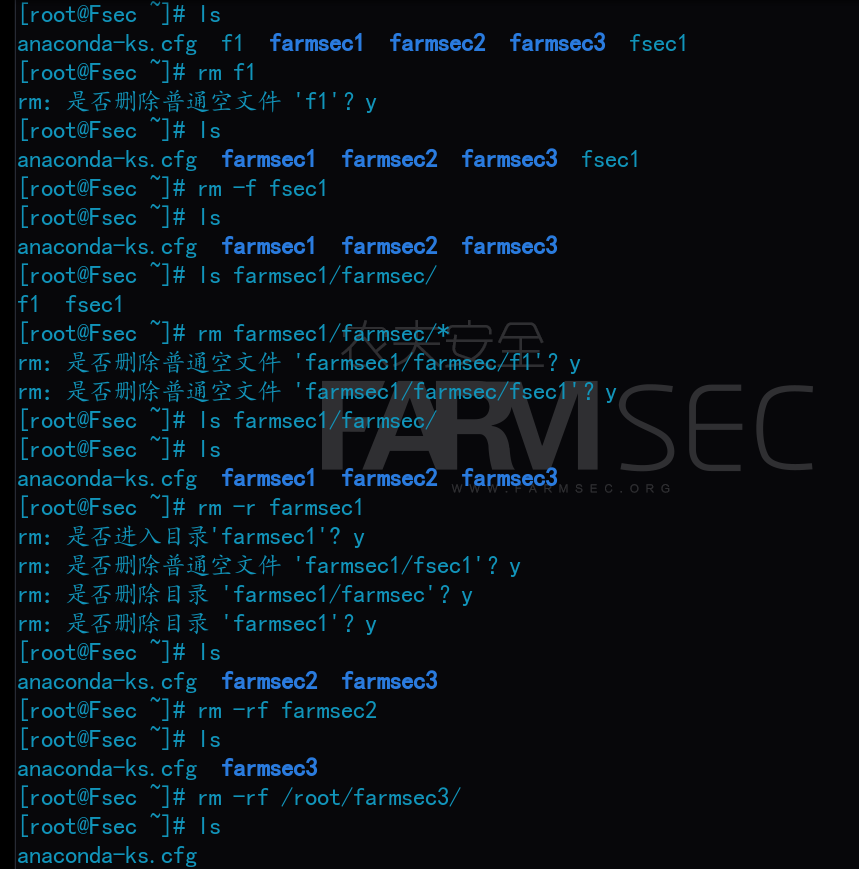 [root@Fsec ~]# ls
anaconda-ks.cfg  f1  farmsec1  farmsec2  farmsec3  fsec1
[root@Fsec ~]# rm f1
rm: 是否删除普通空文件 'f1'? y
[root@Fsec ~]# ls
anaconda-ks.cfg  farmsec1  farmsec2  farmsec3  fsec1
[root@Fsec ~]# rm -f fsec1
[root@Fsec ~]# ls
anaconda-ks.cfg  farmsec1  farmsec2  farmsec3
[root@Fsec ~]# ls farmsec1/farmsec/
f1  fsec1
[root@Fsec ~]# rm farmsec1/farmsec/*
农夫安全
rm: 是否删除普通空文件 'farmsec1/farmsec/f1'? y
rm: 是否删除普通空文件 'farmsec1/farmsec/fsec1'? y
[root@Fsec ~]# ls farmsec1/farmsec/
FARMSEC
[root@Fsec ~]# ls
anaconda-ks.cfg  farmsec1  farmsec2  farmsec3
WWW.FARMSEC.ORG
[root@Fsec ~]# rm -r farmsec1
rm: 是否进入目录'farmsec1'? y
rm: 是否删除普通空文件 'farmsec1/fsec1'? y
rm: 是否删除目录 'farmsec1/farmsec'? y
rm: 是否删除目录 'farmsec1'? y
[root@Fsec ~]# ls
anaconda-ks.cfg  farmsec2  farmsec3
[root@Fsec ~]# rm -rf farmsec2
[root@Fsec ~]# ls
anaconda-ks.cfg  farmsec3
[root@Fsec ~]# rm -rf /root/farmsec3/
[root@Fsec ~]# ls
anaconda-ks.cfg